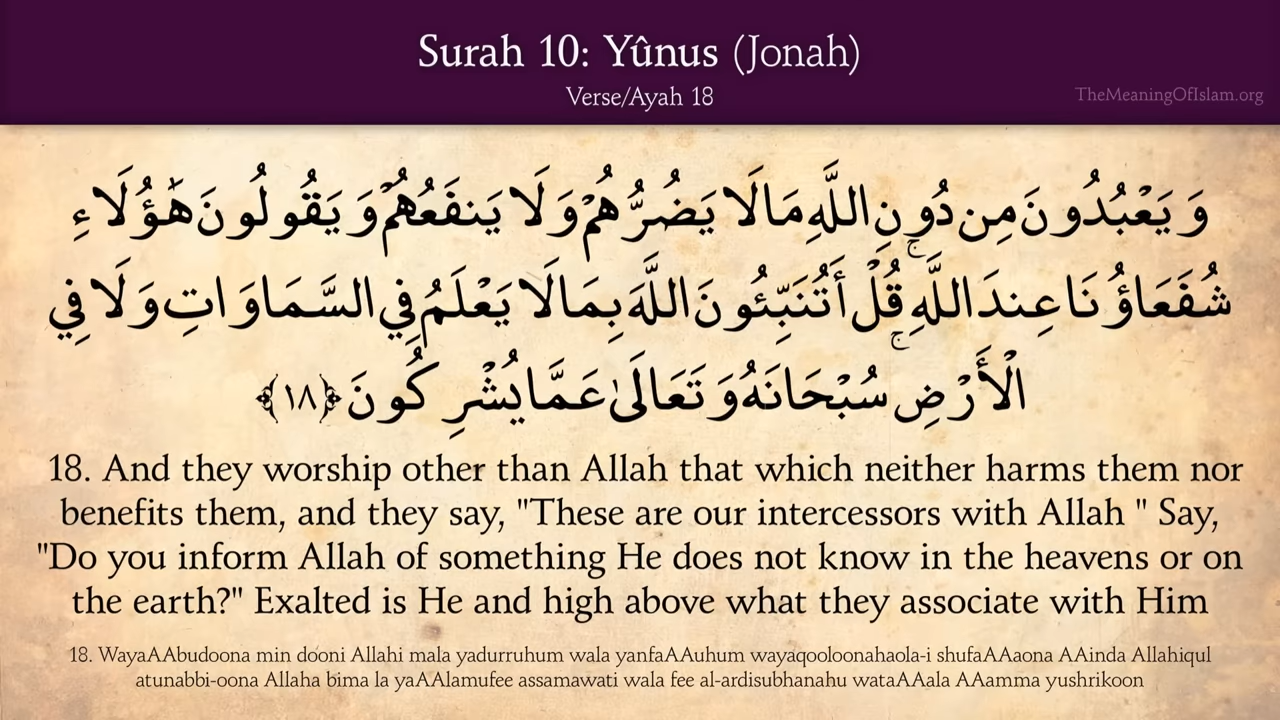 Surah 10: Yûnus (Jonah)
Verse/Ayah 18
TheMeaningOfIslam.org
وَيَعْبُدُونَ مِن دُونِ اللَّهِ مَا لَا يَضُرُّهُمْ وَلَا يَنفَعُهُمْ وَيَقُولُونَ هَٰؤُلَاءِ
شُفَعَاؤُنَا عِندَ اللَّهِ ۚ قُلْ أَتُنَبِّئُونَ اللَّهَ بِمَا لَا يَعْلَمُ فِي السَّمَاوَاتِ وَلَا فِي
الْأَرْضِ ۚ سُبْحَانَهُ وَتَعَالَىٰ عَمَّا يُشْرِكُونَ ﴿١٨﴾
18. And they worship other than Allah that which neither harms them nor
benefits them, and they say, "These are our intercessors with Allah " Say,
"Do you inform Allah of something He does not know in the heavens or on
the earth?" Exalted is He and high above what they associate with Him
18. WayaAAbudoona min dooni Allahi mala yadurruhum wala yanfaAAuhum wayaqooloonahaola-i shufaAAaona AAinda Allahiqul
atunabbi-oona Allaha bima la yaAAlamufee assamawati wala fee al-ardisubhanahu wataAAala AAamma yushrikoon